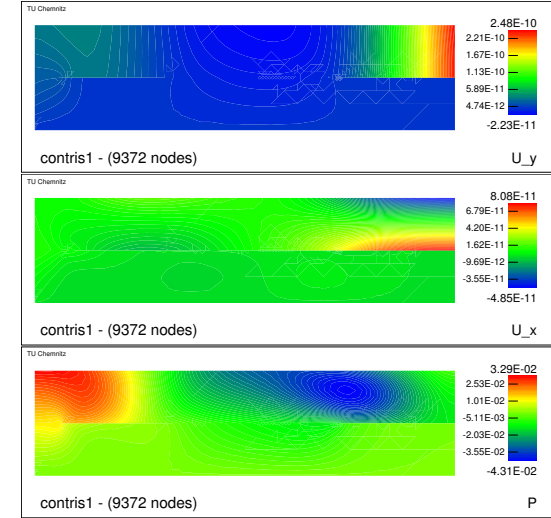 TU Chemnitz
2.48E-10
2.21E-10
1.67E-10
1.13E-10
5.89E-11
4.74E-12
-2.23E-11
contris1 - (9372 nodes) U_y
TU Chemnitz
8.08E-11
6.79E-11
4.20E-11
1.62E-11
-9.69E-12
-3.55E-11
-4.85E-11
contris1 - (9372 nodes) U_x
TU Chemnitz
3.29E-02
2.53E-02
1.01E-02
-5.11E-03
-2.03E-02
-3.55E-02
-4.31E-02
contris1 - (9372 nodes) P